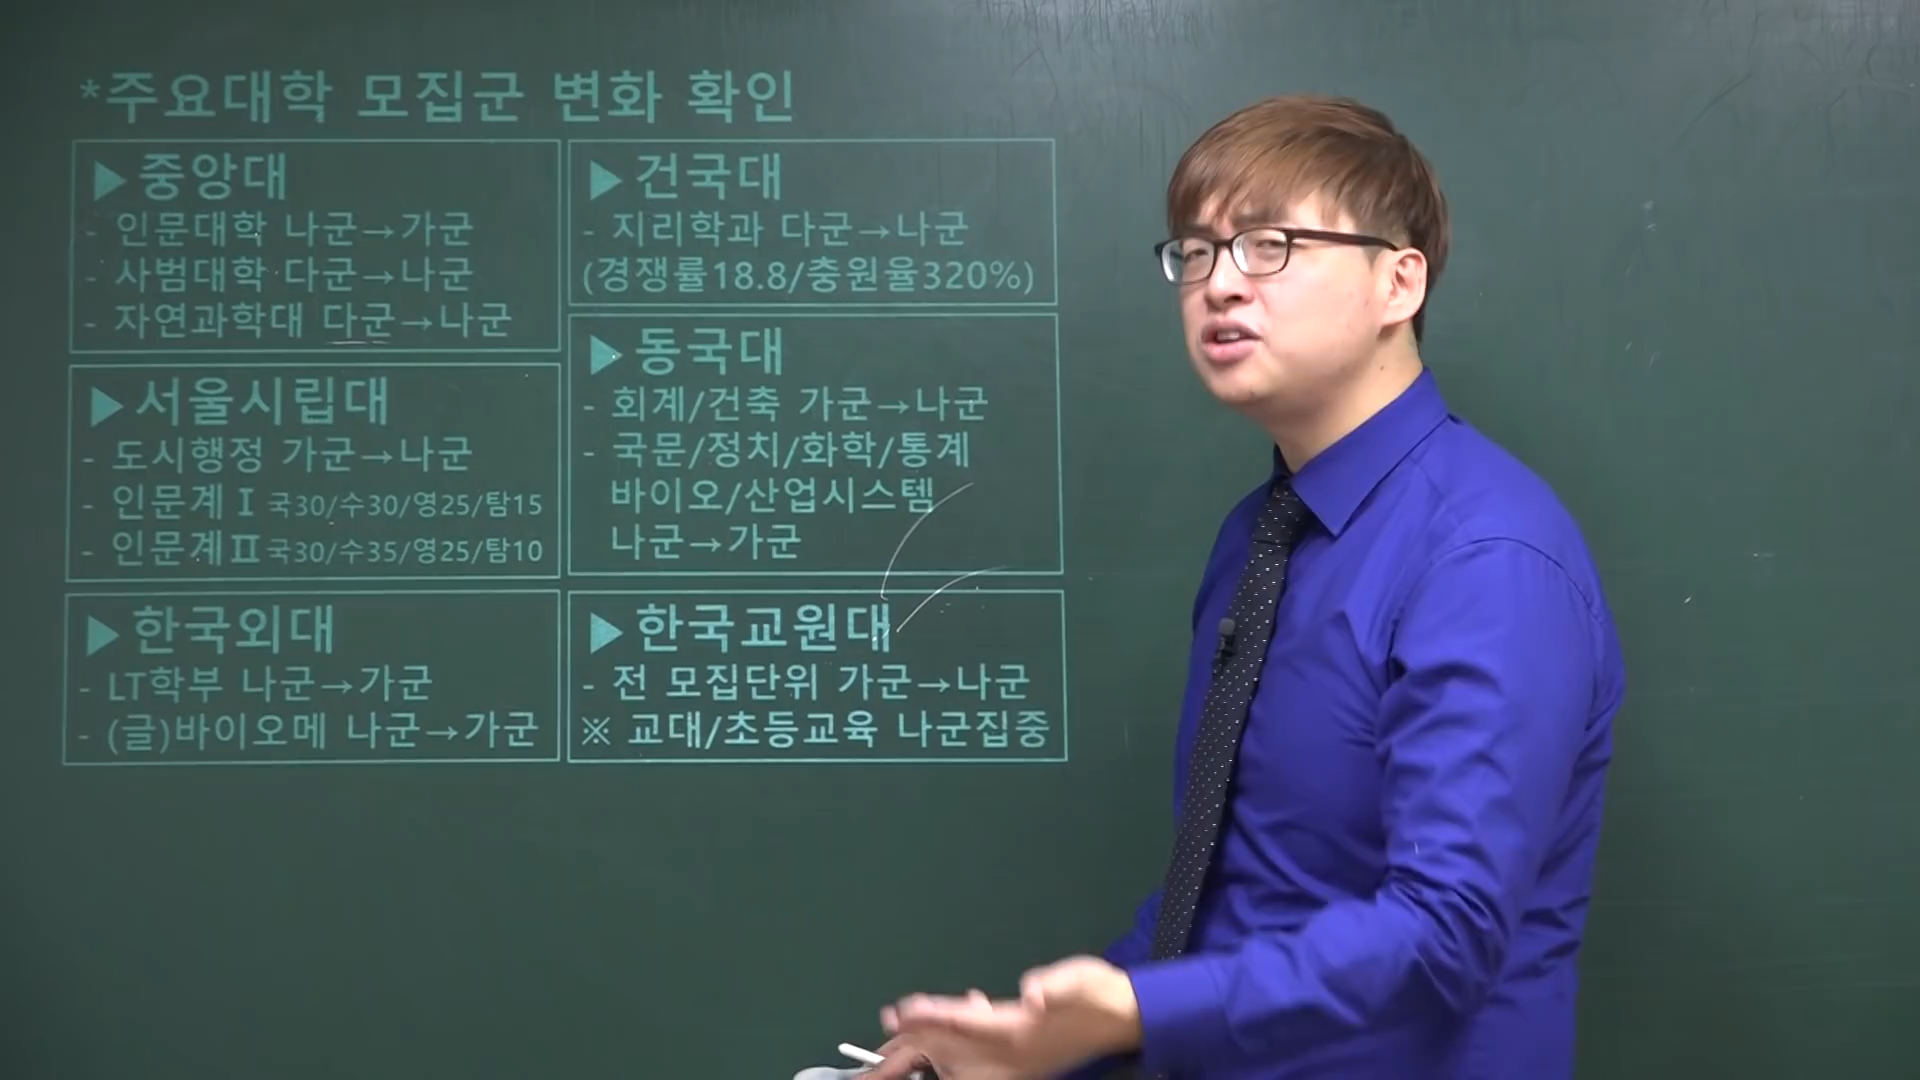 *주요대학 모집군 변화 확인
▶중앙대
- 인문대학 나군→가군
- 사범대학 다군→나군
- 자연과학대 다군→나군
▶서울시립대
- 도시행정 가군→나군
- 인문계Ⅰ 국30/수30/영25/탐15
- 인문계Ⅱ 국30/수35/영25/탐10
▶한국외대
- LT학부 나군→가군
- (글)바이오메 나군→가군
▶건국대
- 지리학과 다군→나군
(경쟁률18.8/충원율320%)
▶동국대
- 회계/건축 가군→나군
- 국문/정치/화학/통계
바이오/산업시스템
나군→가군
▶한국교원대
- 전 모집단위 가군→나군
※ 교대/초등교육 나군집중